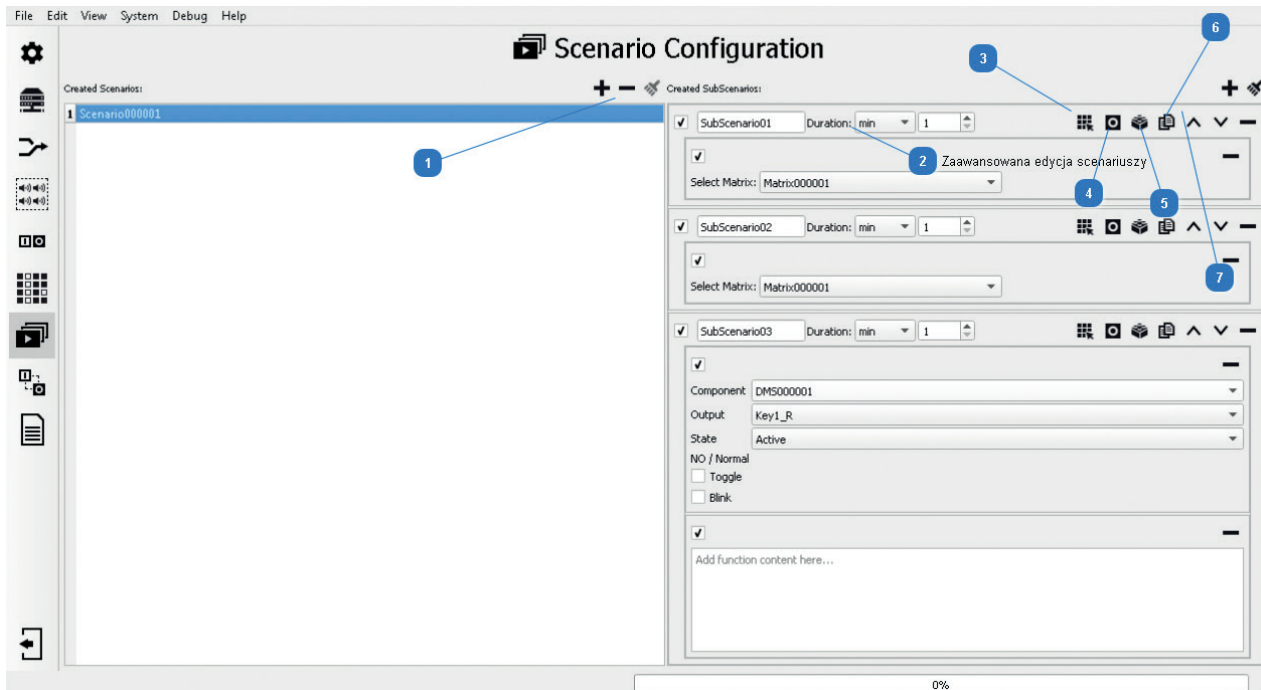 File Edit View System Debug Help
Scenario Configuration
6
3
Created Scenarios:
Created SubScenarios:
1 Scenario000001
SubScenario01 Duration: min 1
1
2 Zaawansowana edycja scenariuszy
Select Matrix: Matrix000001
4
5
SubScenario02 Duration: min 1
7
Select Matrix: Matrix000001
SubScenario03 Duration: min 1
Component DMS000001
Output Key1_R
State Active
NO / Normal
Toggle
Blink
Add function content here...
0%